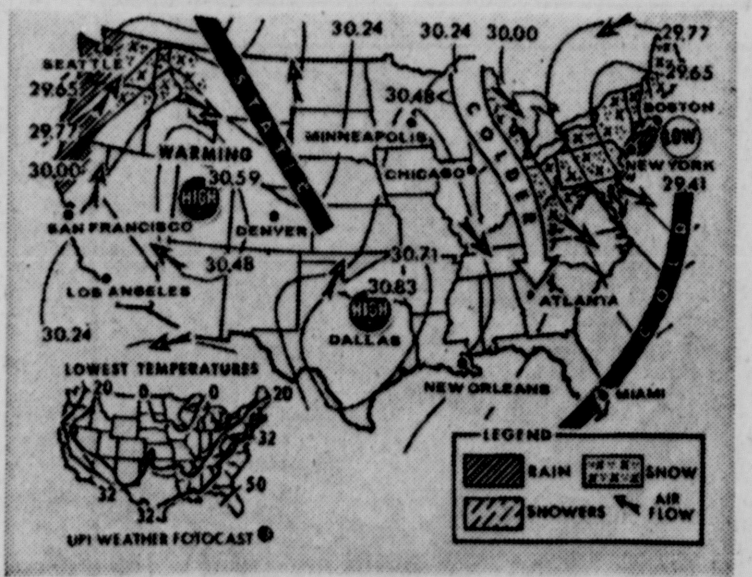 30.24
30.24
30.00
29.77
SEATTLE
29.65
29.65
STATIC
30.48
COLDER
BOSTON
29.77
MINNEAPOLIS
LOW
WARMING
NEW YORK
30.00
30.59
CHICAGO
29.41
HIGH
SAN FRANCISCO
DENVER
COLD
30.48
30.71
LOS ANGELES
30.83
HIGH
ATLANTA
30.24
DALLAS
LOWEST TEMPERATURES
NEW ORLEANS
MIAMI
20
0
0
20
32
50
32
32
LEGEND
RAIN
SNOW
SHOWERS
AIR
FLOW
UPI WEATHER FOTOCAST